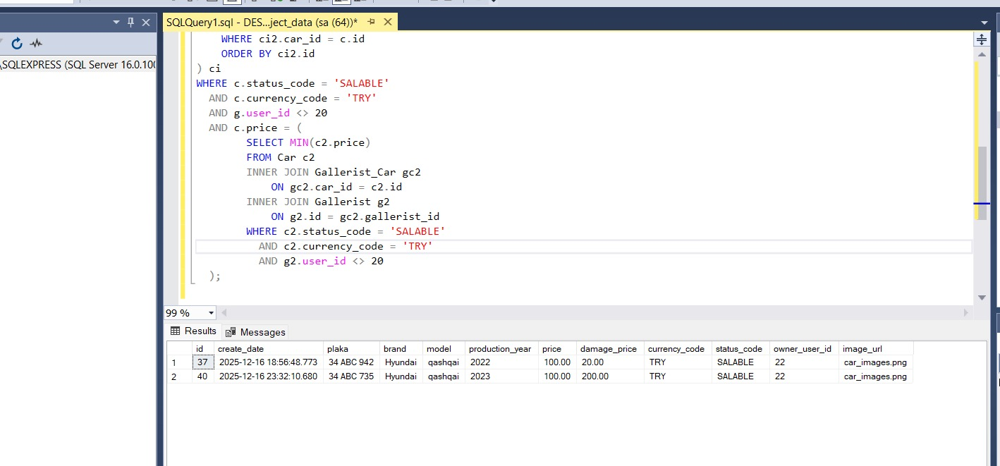 SQLQuery1.sql - DES...ject_data (sa (64))*
\SQLEXPRESS (SQL Server 16.0.100
WHERE ci2.car_id = c.id
ORDER BY ci2.id
) ci
WHERE c.status_code = 'SALABLE'
AND c.currency_code = 'TRY'
AND g.user_id <> 20
AND c.price = (
SELECT MIN(c2.price)
FROM Car c2
INNER JOIN Gallerist_Car gc2
ON gc2.car_id = c2.id
INNER JOIN Gallerist g2
ON g2.id = gc2.gallerist_id
WHERE c2.status_code = 'SALABLE'
AND c2.currency_code = 'TRY'
AND g2.user_id <> 20
);
99 %
Results Messages
id create_date plaka brand model production_year price damage_price currency_code status_code owner_user_id image_url
1 37 2025-12-16 18:56:48.773 34 ABC 942 Hyundai qashqai 2022 100.00 20.00 TRY SALABLE 22 car_images.png
2 40 2025-12-16 23:32:10.680 34 ABC 735 Hyundai qashqai 2023 100.00 200.00 TRY SALABLE 22 car_images.png